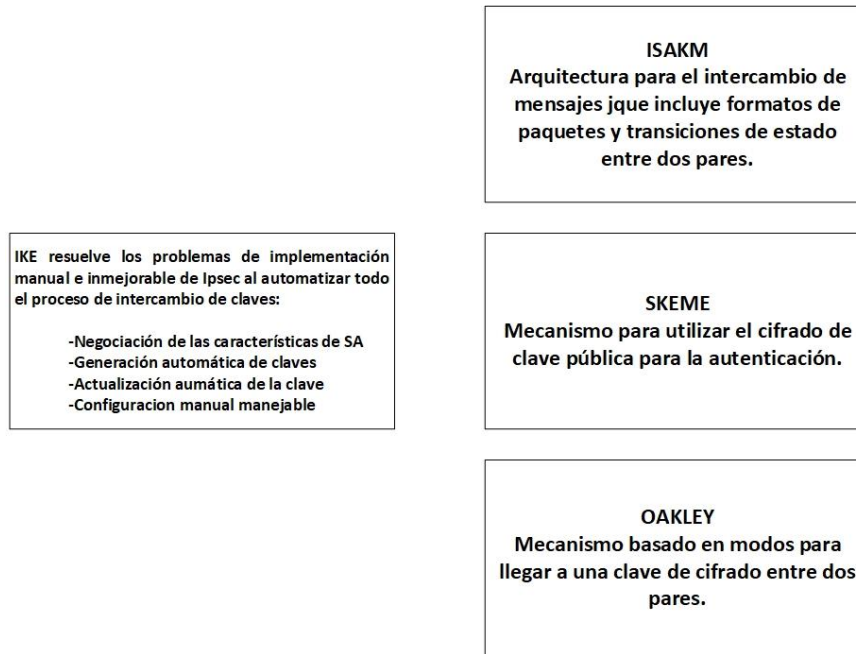 ISAKM
Arquitectura para el intercambio de
mensajes jque incluye formatos de
paquetes y transiciones de estado
entre dos pares.
IKE resuelve los problemas de implementación
manual e inmejorable de Ipsec al automatizar todo
el proceso de intercambio de claves:
-Negociación de las características de SA
-Generación automática de claves
-Actualización aumática de la clave
-Configuracion manual manejable
SKEME
Mecanismo para utilizar el cifrado de
clave pública para la autenticación.
OAKLEY
Mecanismo basado en modos para
llegar a una clave de cifrado entre dos
pares.